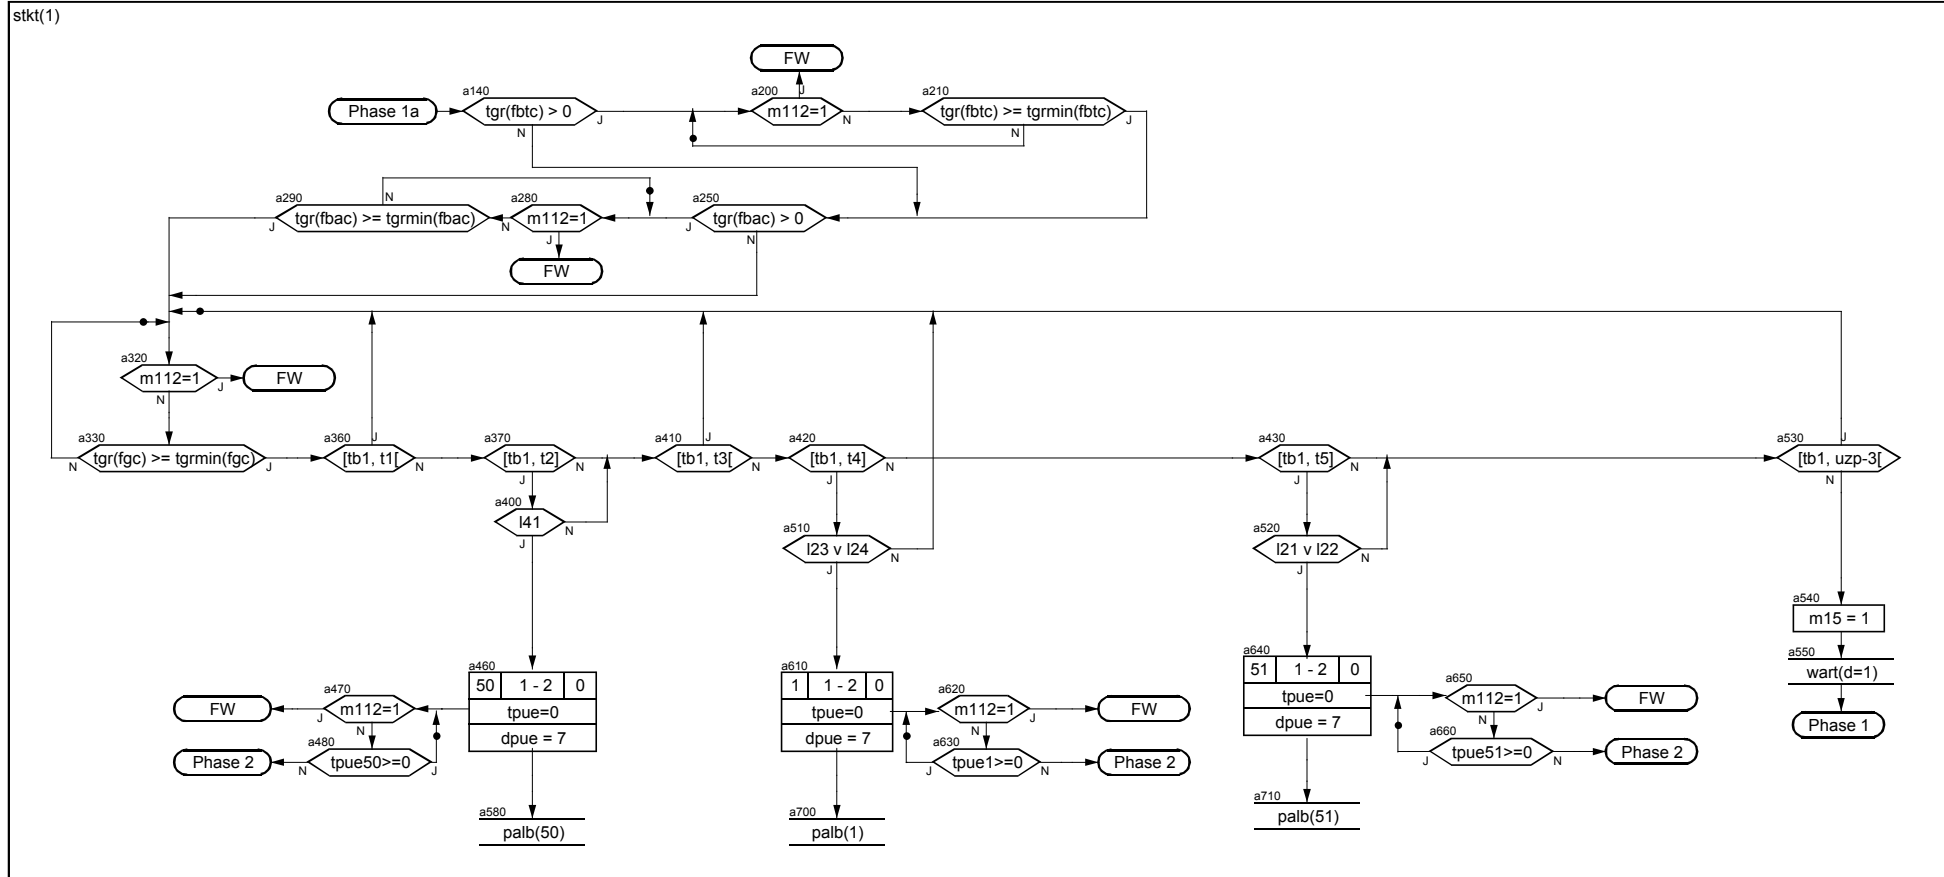 stkt(1)
FW
J
Phase 1a
a140
tgr(fbtc) > 0
J
N
a200
m112=1
N
a210
tgr(fbtc) >= tgrmin(fbtc)
N
J
a290
tgr(fbac) >= tgrmin(fbac)
N
J
a280
m112=1
N
J
FW
a250
tgr(fbac) > 0
J
N
a320
m112=1
J
N
FW
a330
tgr(fgc) >= tgrmin(fgc)
N
J
a360
[tb1, t1[
J
N
a370
[tb1, t2]
J
N
a400
l41
J
N
a410
[tb1, t3[
J
N
a420
[tb1, t4]
J
N
a510
l23 v l24
J
N
a430
[tb1, t5]
J
N
a520
l21 v l22
J
N
a530
[tb1, uzp-3[
J
N
a540
m15 = 1
a550
wart(d=1)
Phase 1
FW
a470
m112=1
J
N
Phase 2
a480
tpue50>=0
N
J
a460
50 1 - 2 0
tpue=0
dpue = 7
a580
palb(50)
a610
1 1 - 2 0
tpue=0
dpue = 7
a620
m112=1
J
N
FW
a630
tpue1>=0
J
N
Phase 2
a700
palb(1)
a640
51 1 - 2 0
tpue=0
dpue = 7
a650
m112=1
J
N
FW
a660
tpue51>=0
J
N
Phase 2
a710
palb(51)